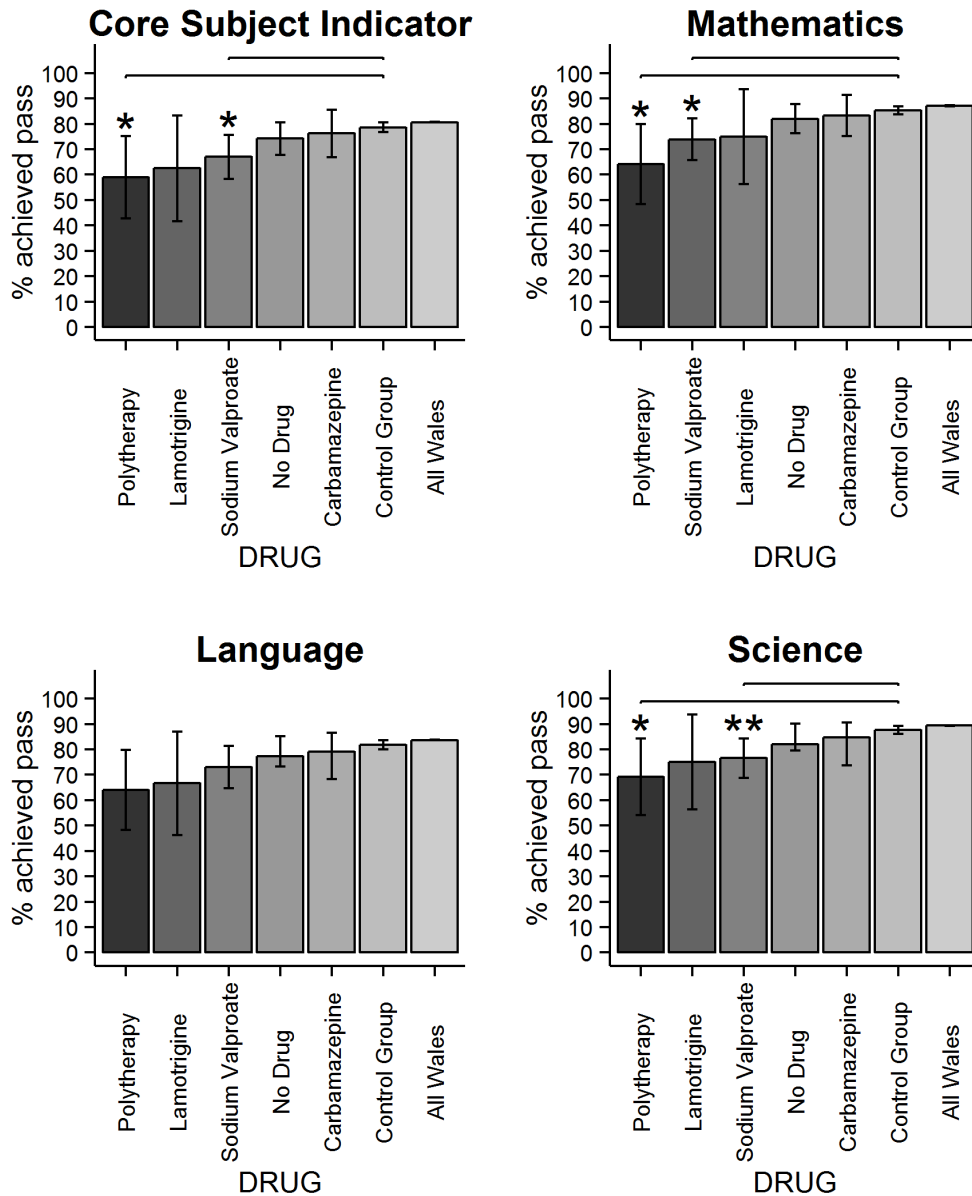 Core Subject Indicator
% achieved pass
100
90
80
70
60
50
40
30
20
10
0
*
*
Polytherapy
Lamotrigine
Sodium Valproate
No Drug
Carbamazepine
Control Group
All Wales
DRUG
Mathematics
% achieved pass
100
90
80
70
60
50
40
30
20
10
0
*
*
Polytherapy
Sodium Valproate
Lamotrigine
No Drug
Carbamazepine
Control Group
All Wales
DRUG
Language
% achieved pass
100
90
80
70
60
50
40
30
20
10
0
Polytherapy
Lamotrigine
Sodium Valproate
No Drug
Carbamazepine
Control Group
All Wales
DRUG
Science
% achieved pass
100
90
80
70
60
50
40
30
20
10
0
*
**
Polytherapy
Lamotrigine
Sodium Valproate
No Drug
Carbamazepine
Control Group
All Wales
DRUG